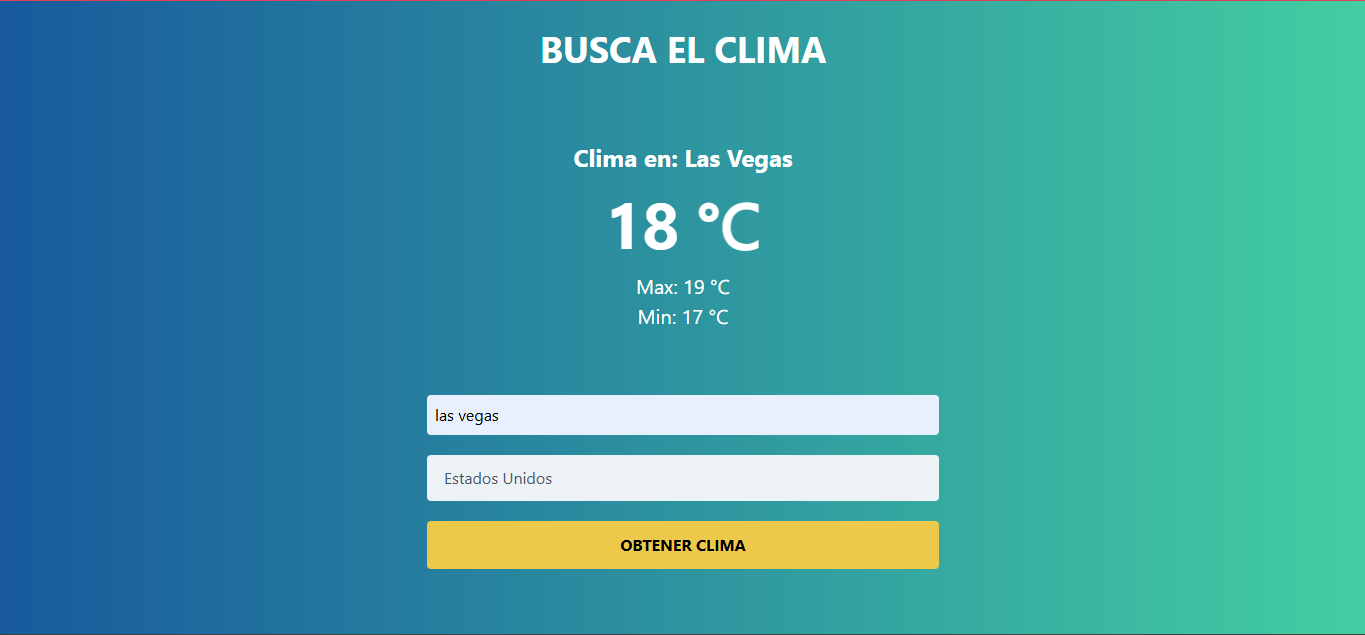 BUSCA EL CLIMA
Clima en: Las Vegas
18 °C
Max: 19 °C
Min: 17 °C
las vegas
Estados Unidos
OBTENER CLIMA